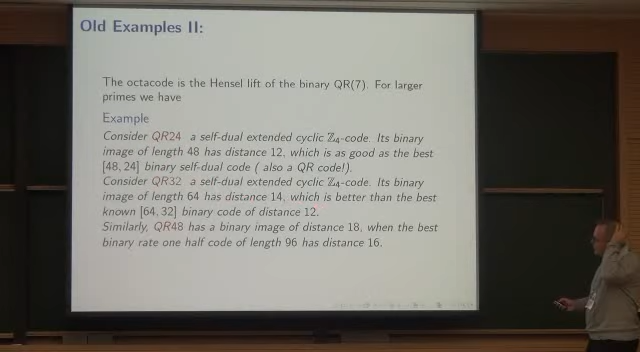 Old Examples II:
The octacode is the Hensel lift of the binary QR(7). For larger
primes we have
Example
Consider QR24 a self-dual extended cyclic ℤ₄-code. Its binary
image of length 48 has distance 12, which is as good as the best
[48, 24] binary self-dual code ( also a QR code!).
Consider QR32 a self-dual extended cyclic ℤ₄-code. Its binary
image of length 64 has distance 14, which is better than the best
known [64, 32] binary code of distance 12.
Similarly, QR48 has a binary image of distance 18, when the best
binary rate one half code of length 96 has distance 16.